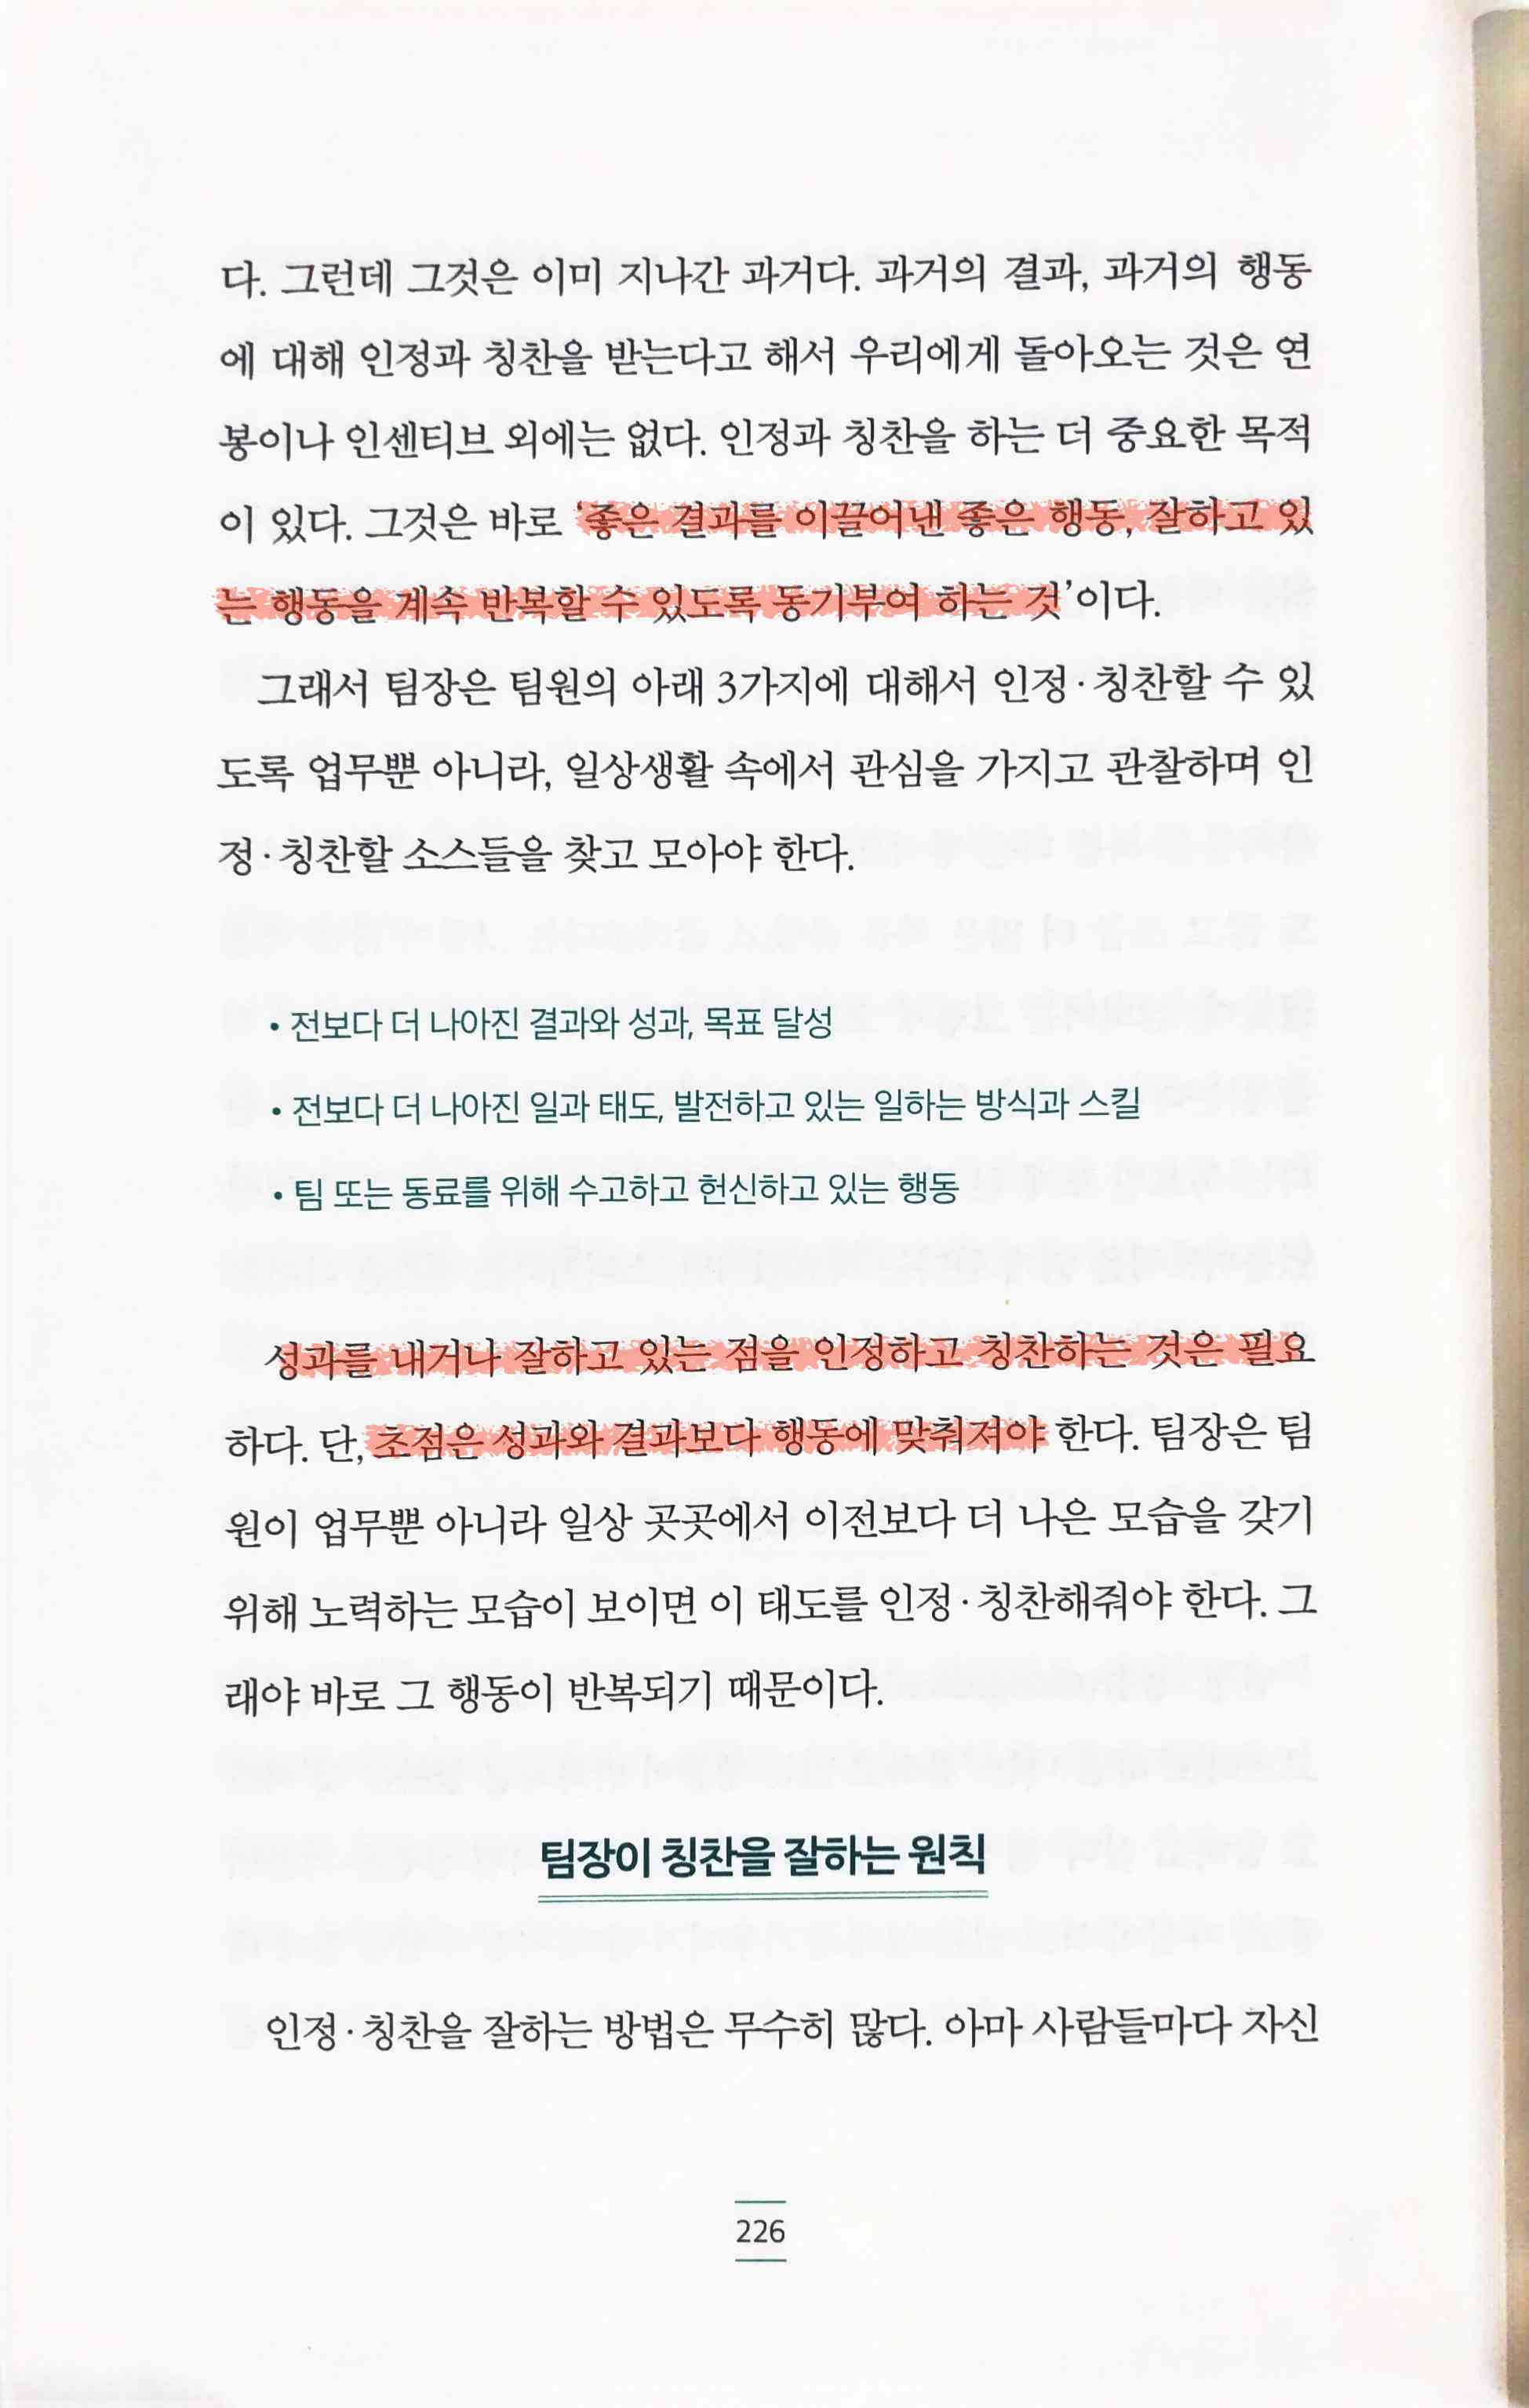 다. 그런데 그것은 이미 지나간 과거다. 과거의 결과, 과거의 행동
에 대해 인정과 칭찬을 받는다고 해서 우리에게 돌아오는 것은 연
봉이나 인센티브 외에는 없다. 인정과 칭찬을 하는 더 중요한 목적
이 있다. 그것은 바로 ‘좋은 결과를 이끌어낸 좋은 행동, 잘하고 있
는 행동을 계속 반복할 수 있도록 동기부여 하는 것’이다.
그래서 팀장은 팀원의 아래 3가지에 대해서 인정·칭찬할 수 있
도록 업무뿐 아니라, 일상생활 속에서 관심을 가지고 관찰하며 인
정·칭찬할 소스들을 찾고 모아야 한다.
• 전보다 더 나아진 결과와 성과, 목표 달성
• 전보다 더 나아진 일과 태도, 발전하고 있는 일하는 방식과 스킬
• 팀 또는 동료를 위해 수고하고 헌신하고 있는 행동
성과를 내거나 잘하고 있는 점을 인정하고 칭찬하는 것은 필요
하다. 단, 초점은 성과와 결과보다 행동에 맞춰져야 한다. 팀장은 팀
원이 업무뿐 아니라 일상 곳곳에서 이전보다 더 나은 모습을 갖기
위해 노력하는 모습이 보이면 이 태도를 인정·칭찬해줘야 한다. 그
래야 바로 그 행동이 반복되기 때문이다.
팀장이 칭찬을 잘하는 원칙
인정·칭찬을 잘하는 방법은 무수히 많다. 아마 사람들마다 자신
226